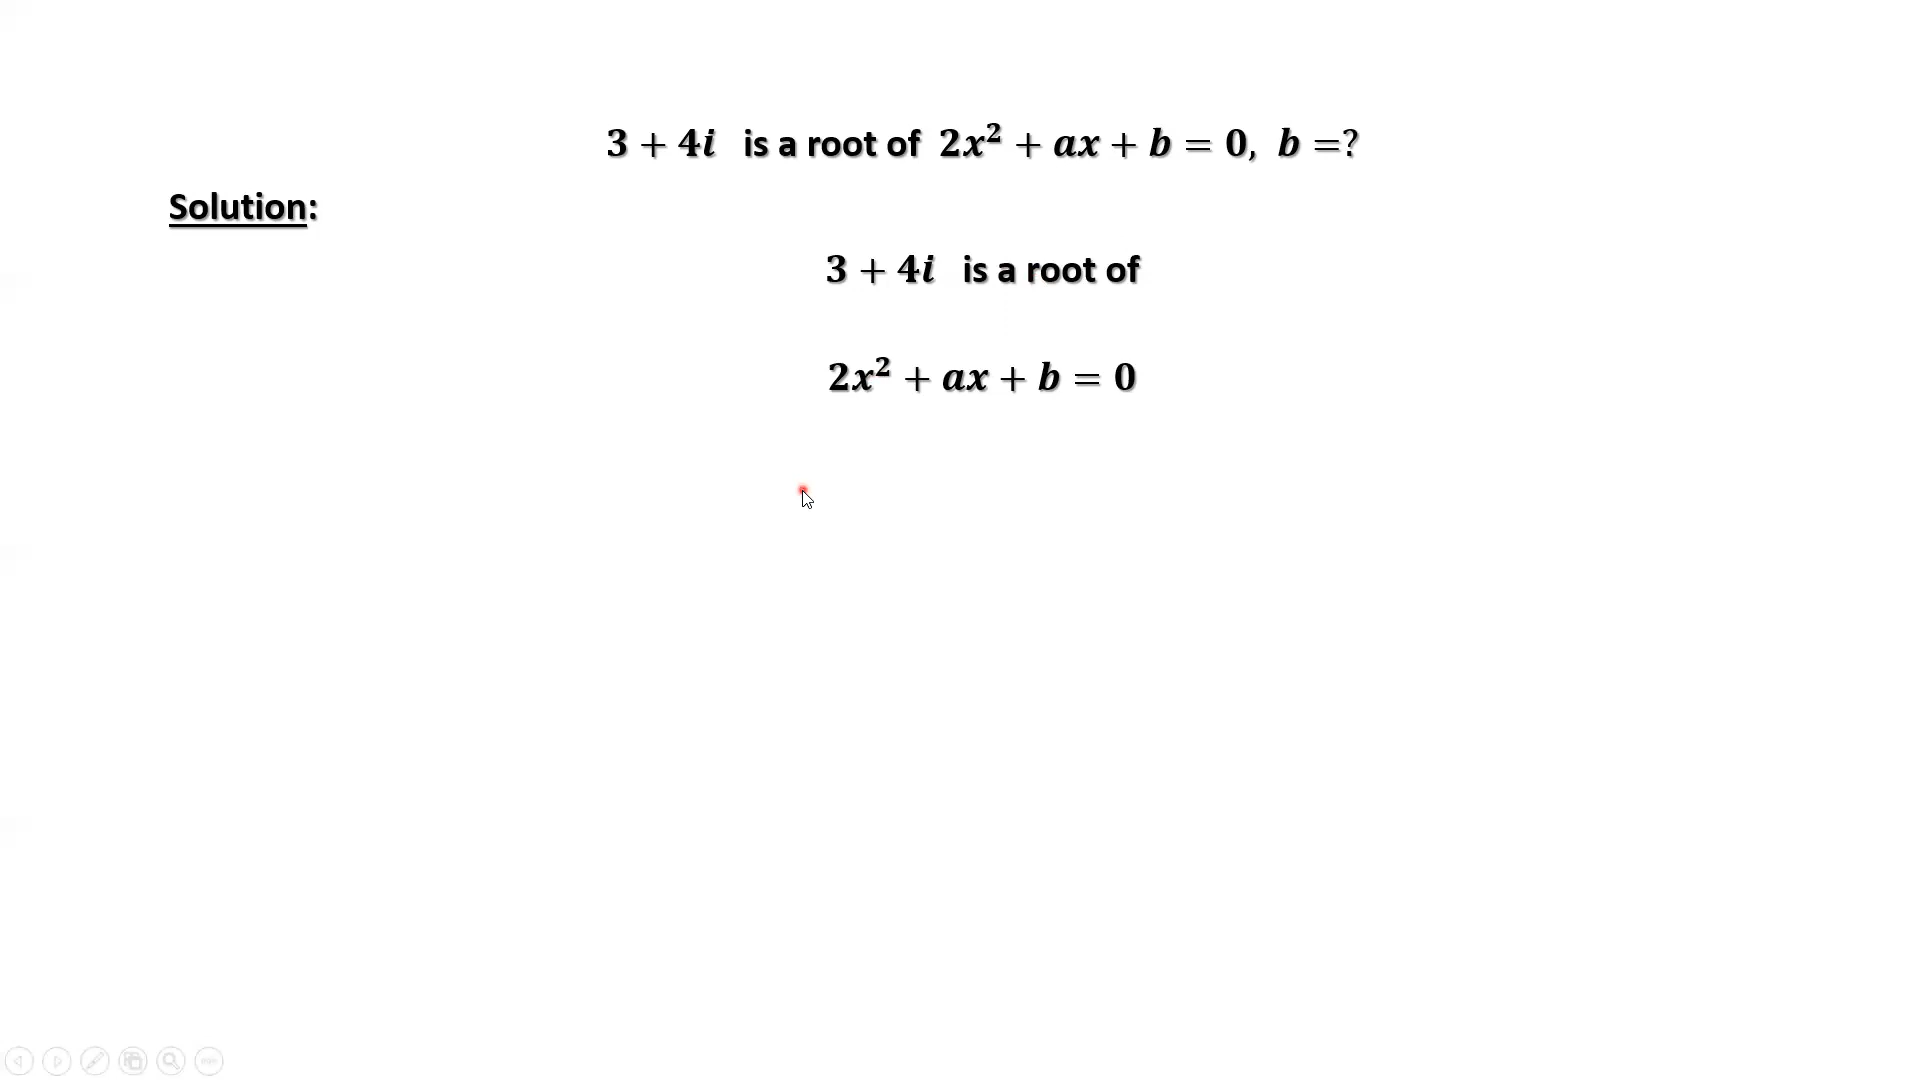 3 + 4i is a root of 2x² + ax + b = 0, b =?
Solution:
3 + 4i is a root of
2x² + ax + b = 0